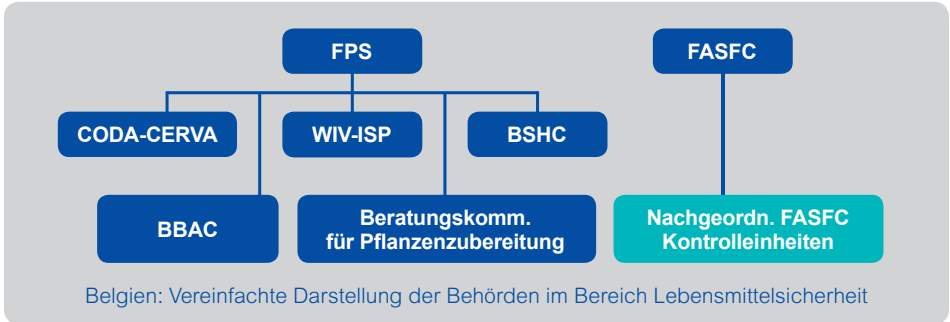 FPS
FASFC
CODA-CERVA
WIV-ISP
BSHC
BBAC
Beratungskomm.
für Pflanzenzubereitung
Nachgeordn. FASFC
Kontrolleinheiten
Belgien: Vereinfachte Darstellung der Behörden im Bereich Lebensmittelsicherheit